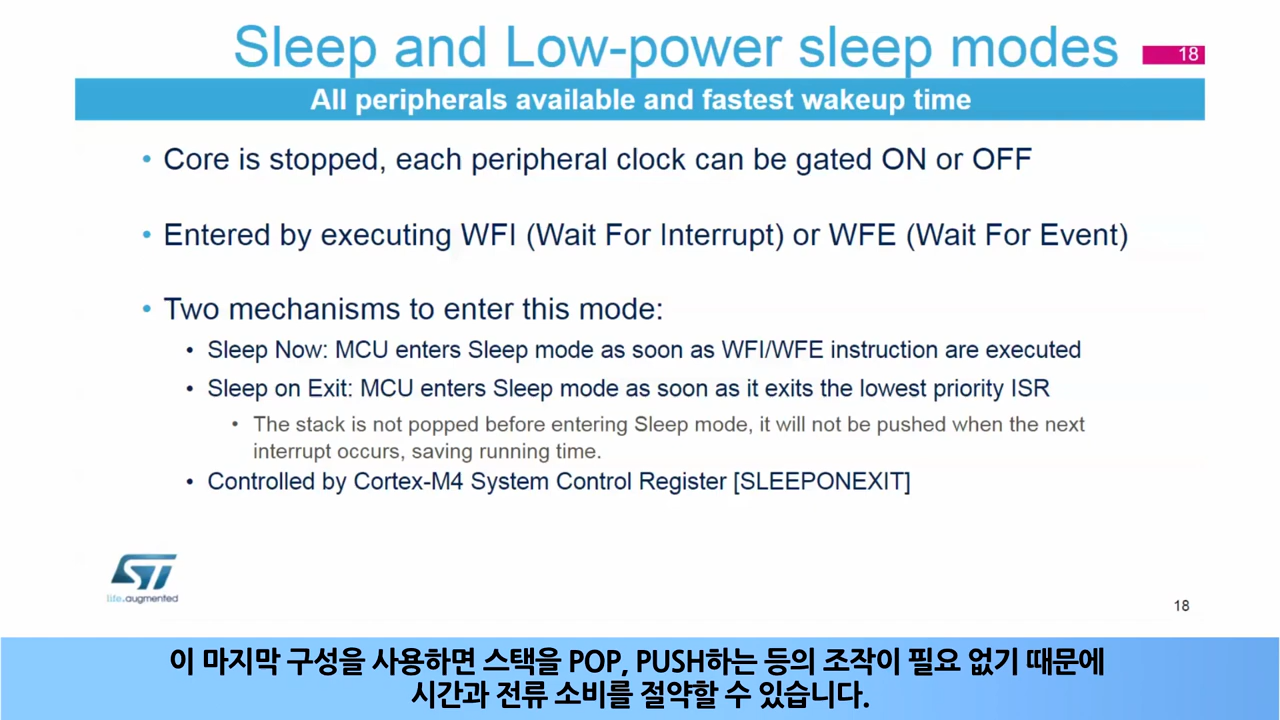 Sleep and Low-power sleep modes
18
All peripherals available and fastest wakeup time
• Core is stopped, each peripheral clock can be gated ON or OFF
• Entered by executing WFI (Wait For Interrupt) or WFE (Wait For Event)
• Two mechanisms to enter this mode:
• Sleep Now: MCU enters Sleep mode as soon as WFI/WFE instruction are executed
• Sleep on Exit: MCU enters Sleep mode as soon as it exits the lowest priority ISR
• The stack is not popped before entering Sleep mode, it will not be pushed when the next
interrupt occurs, saving running time.
• Controlled by Cortex-M4 System Control Register [SLEEPONEXIT]
ST
life.augmented
18
이 마지막 구성을 사용하면 스택을 POP, PUSH하는 등의 조작이 필요 없기 때문에
시간과 전류 소비를 절약할 수 있습니다.